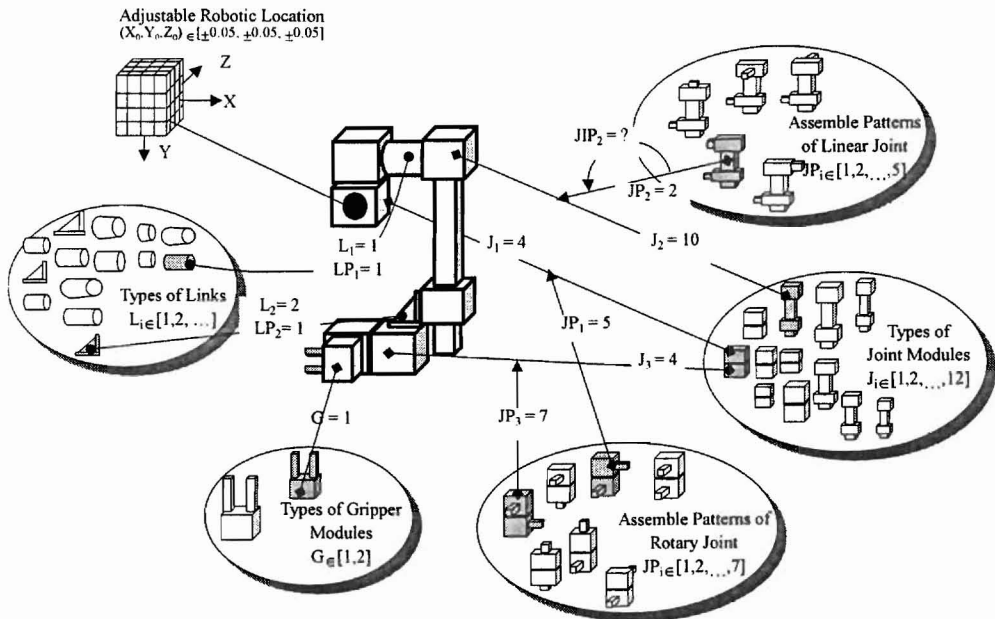 Adjustable Robotic Location
(X₀,Y₀,Z₀) ∈ [±0.05, ±0.05, ±0.05]
Z
X
Y
JIP₂ = ?
JP₂ = 2
Assemble Patterns
of Linear Joint
JPi∈[1,2,...,5]
L₁= 1
LP₁= 1
J₁= 4
J₂ = 10
Types of Links
Li∈[1,2, ...]
L₂= 2
LP₂= 1
JP₁= 5
J₃= 4
Types of
Joint Modules
Ji∈[1,2,...,12]
G = 1
JP₃ = 7
Types of Gripper
Modules
G∈[1,2]
Assemble Patterns of
Rotary Joint
JPi∈[1,2,...,7]